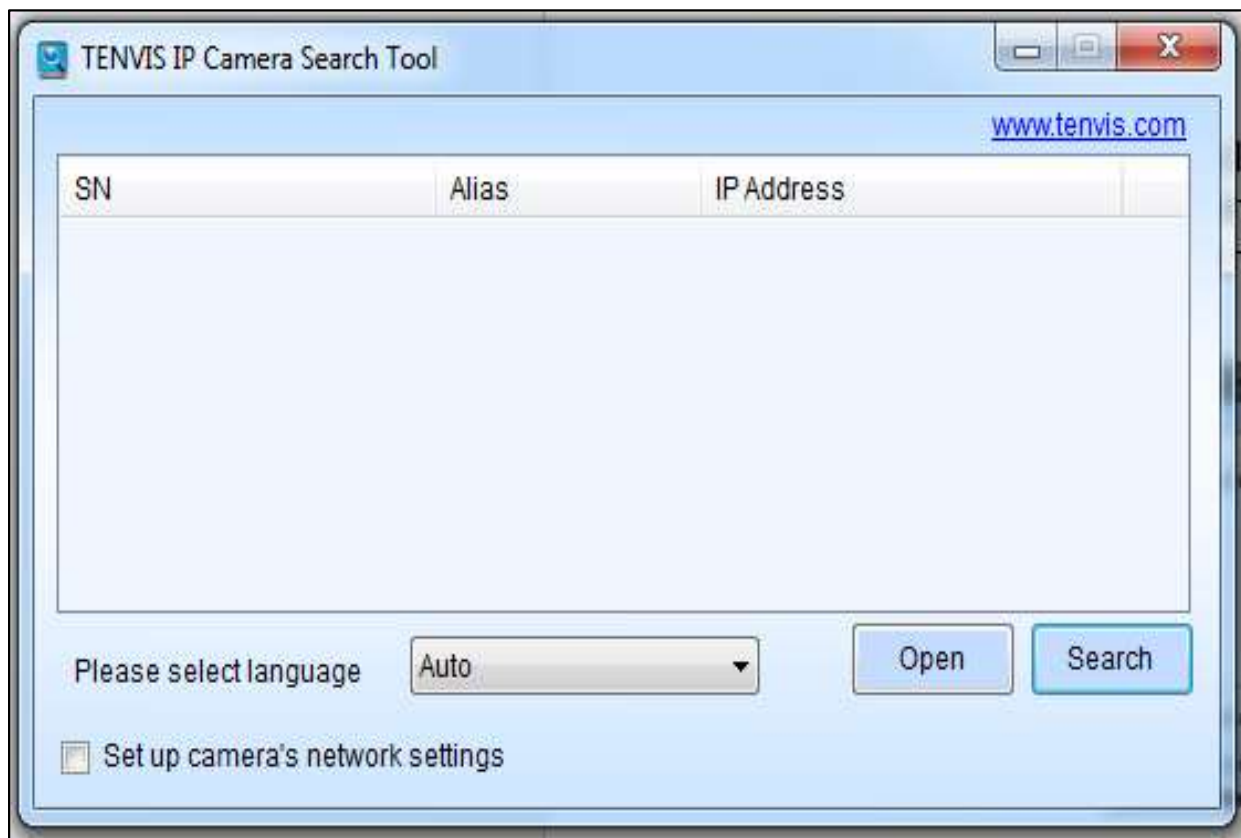 TENVIS IP Camera Search Tool
www.tenvis.com
SN Alias IP Address
Please select language Auto Open Search
Set up camera's network settings